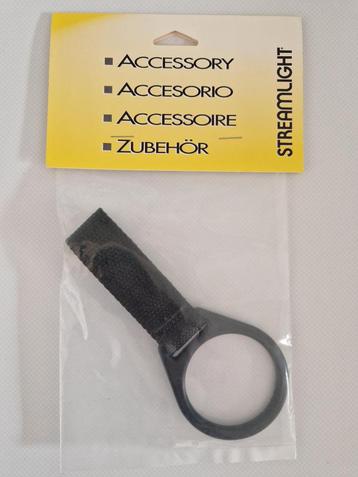 ACCESSORY
ACCESORIO
ACCESSOIRE
ZUBEHÖR
STREAMLIGHT